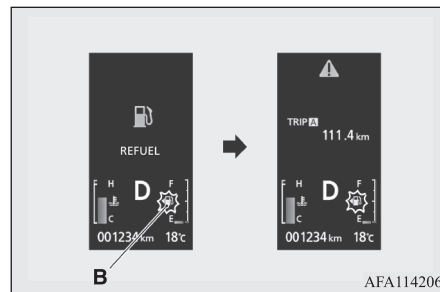 REFUEL
H
C
D
F
E
001234 km 18℃
B
TRIP A
111.4 km
H
C
D
F
E
001234 km 18℃
AFA114206